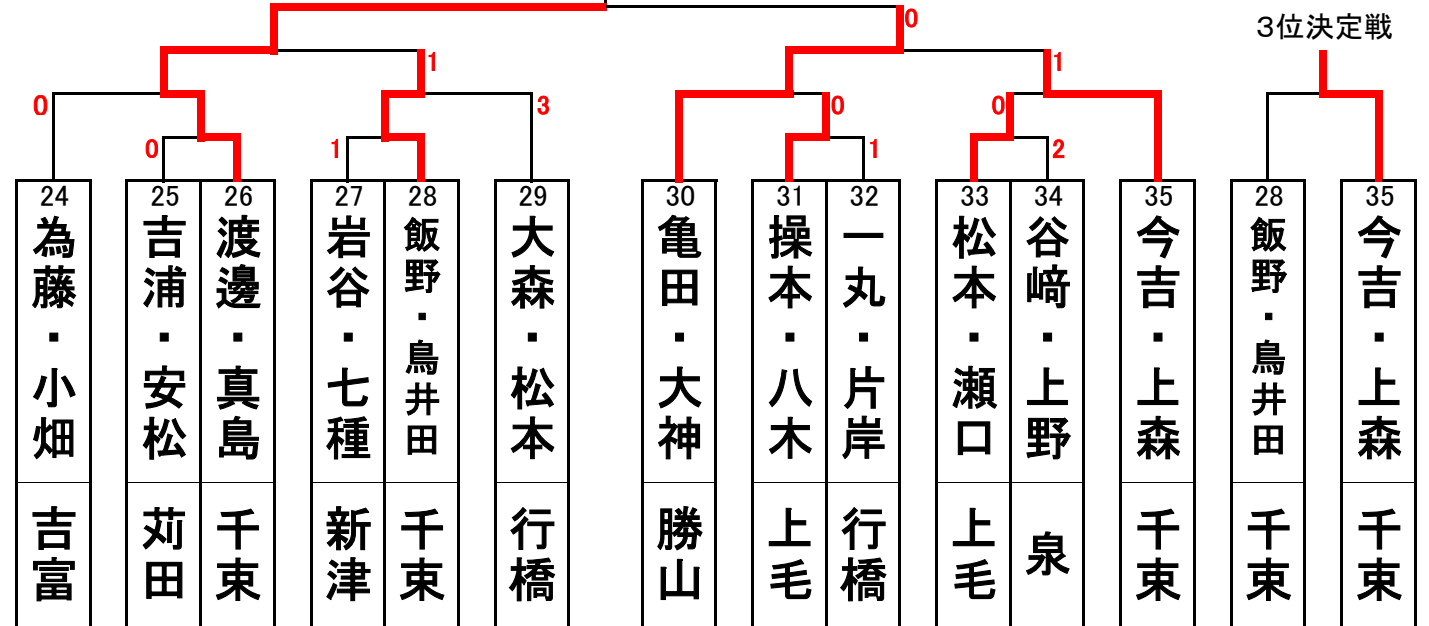 0
3位決定戦
1
1
0
3
0
0
0
1
1
2
24
25
26
27
28
29
30
31
32
33
34
35
28
35
為藤・小畑
吉浦・安松
渡邊・真島
岩谷・七種
飯野・鳥井田
大森・松本
亀田・大神
操本・八木
一丸・片岸
松本・瀬口
谷﨑・上野
今吉・上森
飯野・鳥井田
今吉・上森
吉富
苅田
千束
新津
千束
行橋
勝山
上毛
行橋
上毛
泉
千束
千束
千束